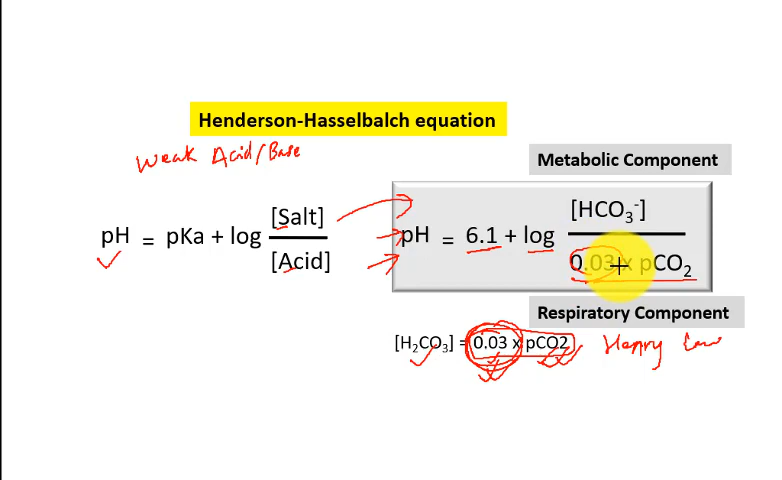 Henderson-Hasselbalch equation
Weak Acid/Base
Metabolic Component
pH = pKa + log [Salt] / [Acid]
pH = 6.1 + log [HCO₃⁻] / 0.03 x pCO₂
Respiratory Component
[H₂CO₃] = 0.03 x pCO2 Henry Law